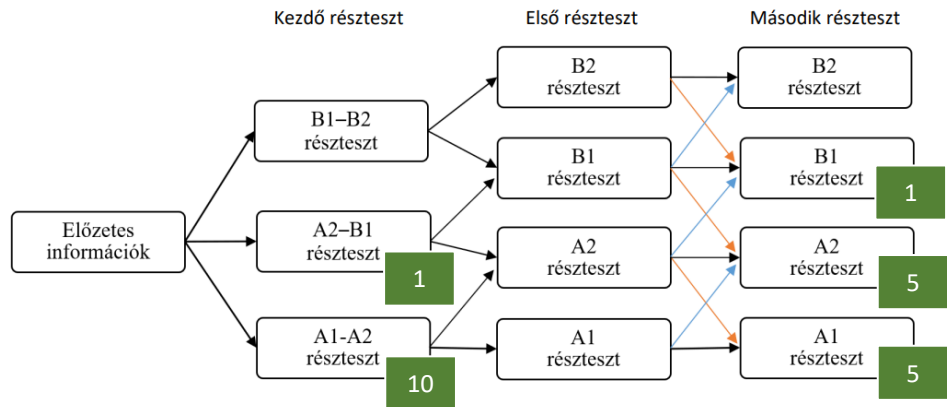 Kezdő részteszt
Első részteszt
Második részteszt
Előzetes
információk
B1–B2
részteszt
A2–B1
részteszt
1
A1-A2
részteszt
10
B2
részteszt
B1
részteszt
A2
részteszt
A1
részteszt
B2
részteszt
B1
részteszt
1
A2
részteszt
5
A1
részteszt
5